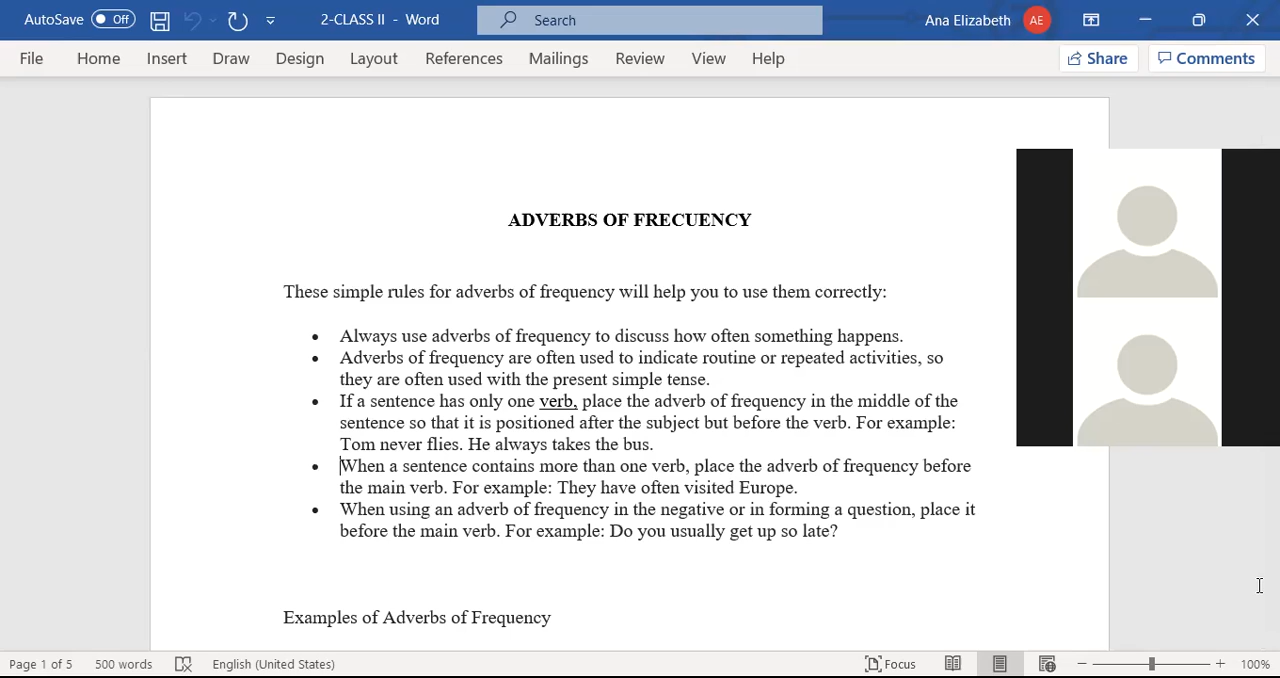 AutoSave Off 2-CLASS II - Word Search Ana Elizabeth AE
File Home Insert Draw Design Layout References Mailings Review View Help Share Comments
ADVERBS OF FRECUENCY
These simple rules for adverbs of frequency will help you to use them correctly:
• Always use adverbs of frequency to discuss how often something happens.
• Adverbs of frequency are often used to indicate routine or repeated activities, so
they are often used with the present simple tense.
• If a sentence has only one verb, place the adverb of frequency in the middle of the
sentence so that it is positioned after the subject but before the verb. For example:
Tom never flies. He always takes the bus.
• When a sentence contains more than one verb, place the adverb of frequency before
the main verb. For example: They have often visited Europe.
• When using an adverb of frequency in the negative or in forming a question, place it
before the main verb. For example: Do you usually get up so late?
Examples of Adverbs of Frequency
Page 1 of 5 500 words English (United States) Focus 100%